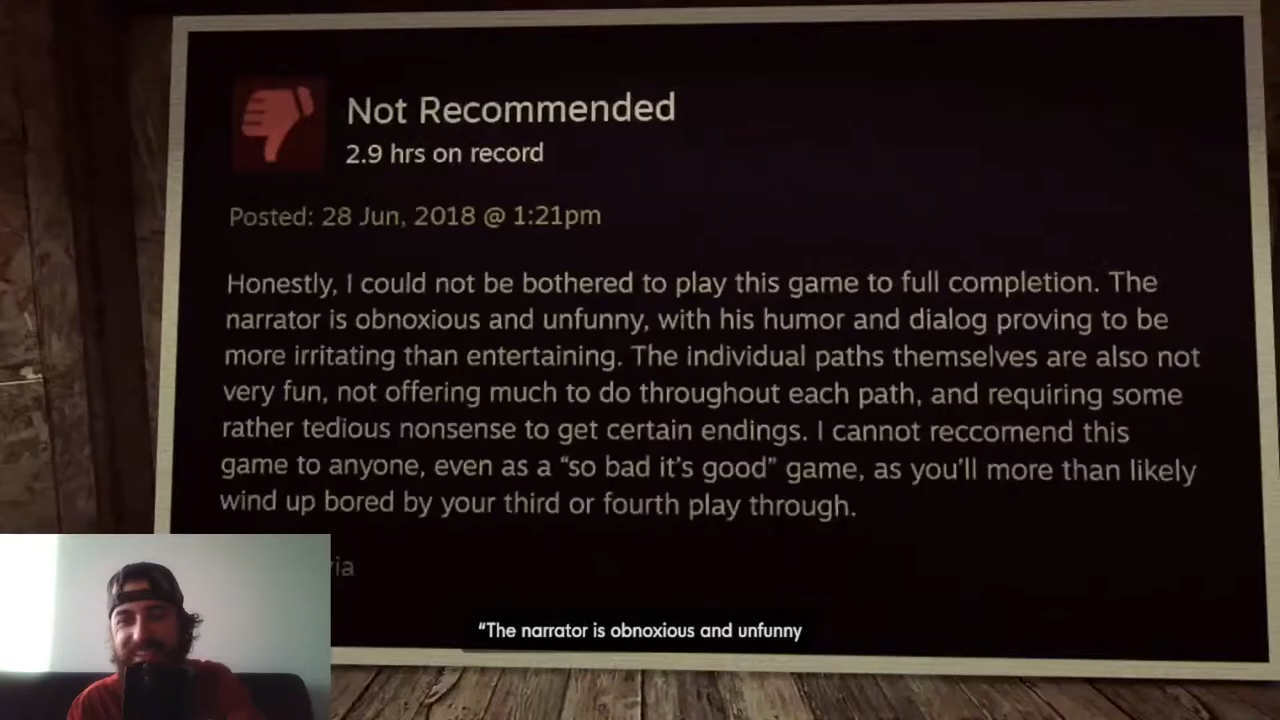 Not Recommended
2.9 hrs on record
Posted: 28 Jun, 2018 @ 1:21pm
Honestly, I could not be bothered to play this game to full completion. The
narrator is obnoxious and unfunny, with his humor and dialog proving to be
more irritating than entertaining. The individual paths themselves are also not
very fun, not offering much to do throughout each path, and requiring some
rather tedious nonsense to get certain endings. I cannot reccomend this
game to anyone, even as a “so bad it's good” game, as you'll more than likely
wind up bored by your third or fourth play through.
“The narrator is obnoxious and unfunny